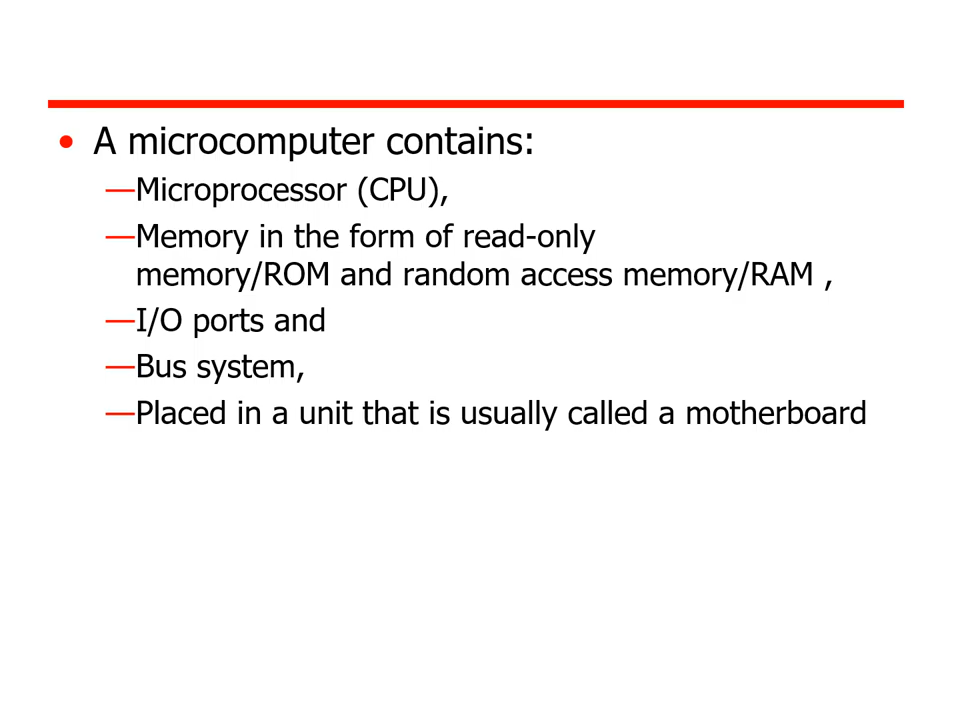 • A microcomputer contains:
—Microprocessor (CPU),
—Memory in the form of read-only
memory/ROM and random access memory/RAM ,
—I/O ports and
—Bus system,
—Placed in a unit that is usually called a motherboard